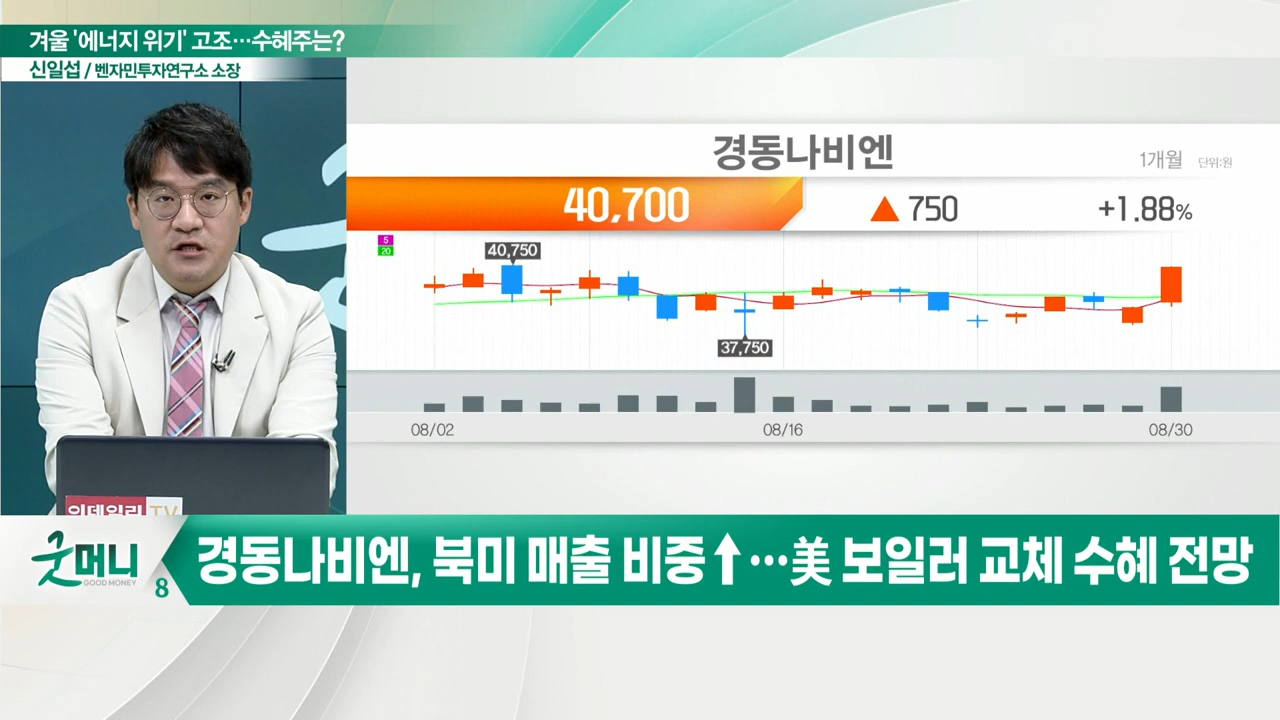 겨울 '에너지 위기' 고조…수혜주는?
신일섭 / 벤자민투자연구소 소장
경동나비엔
1개월 단위:원
40,700 ▲ 750 +1.88%
5
20
40,750
37,750
08/02 08/16 08/30
이데일리 TV
굿머니
GOOD MONEY
8
경동나비엔, 북미 매출 비중↑…美 보일러 교체 수혜 전망